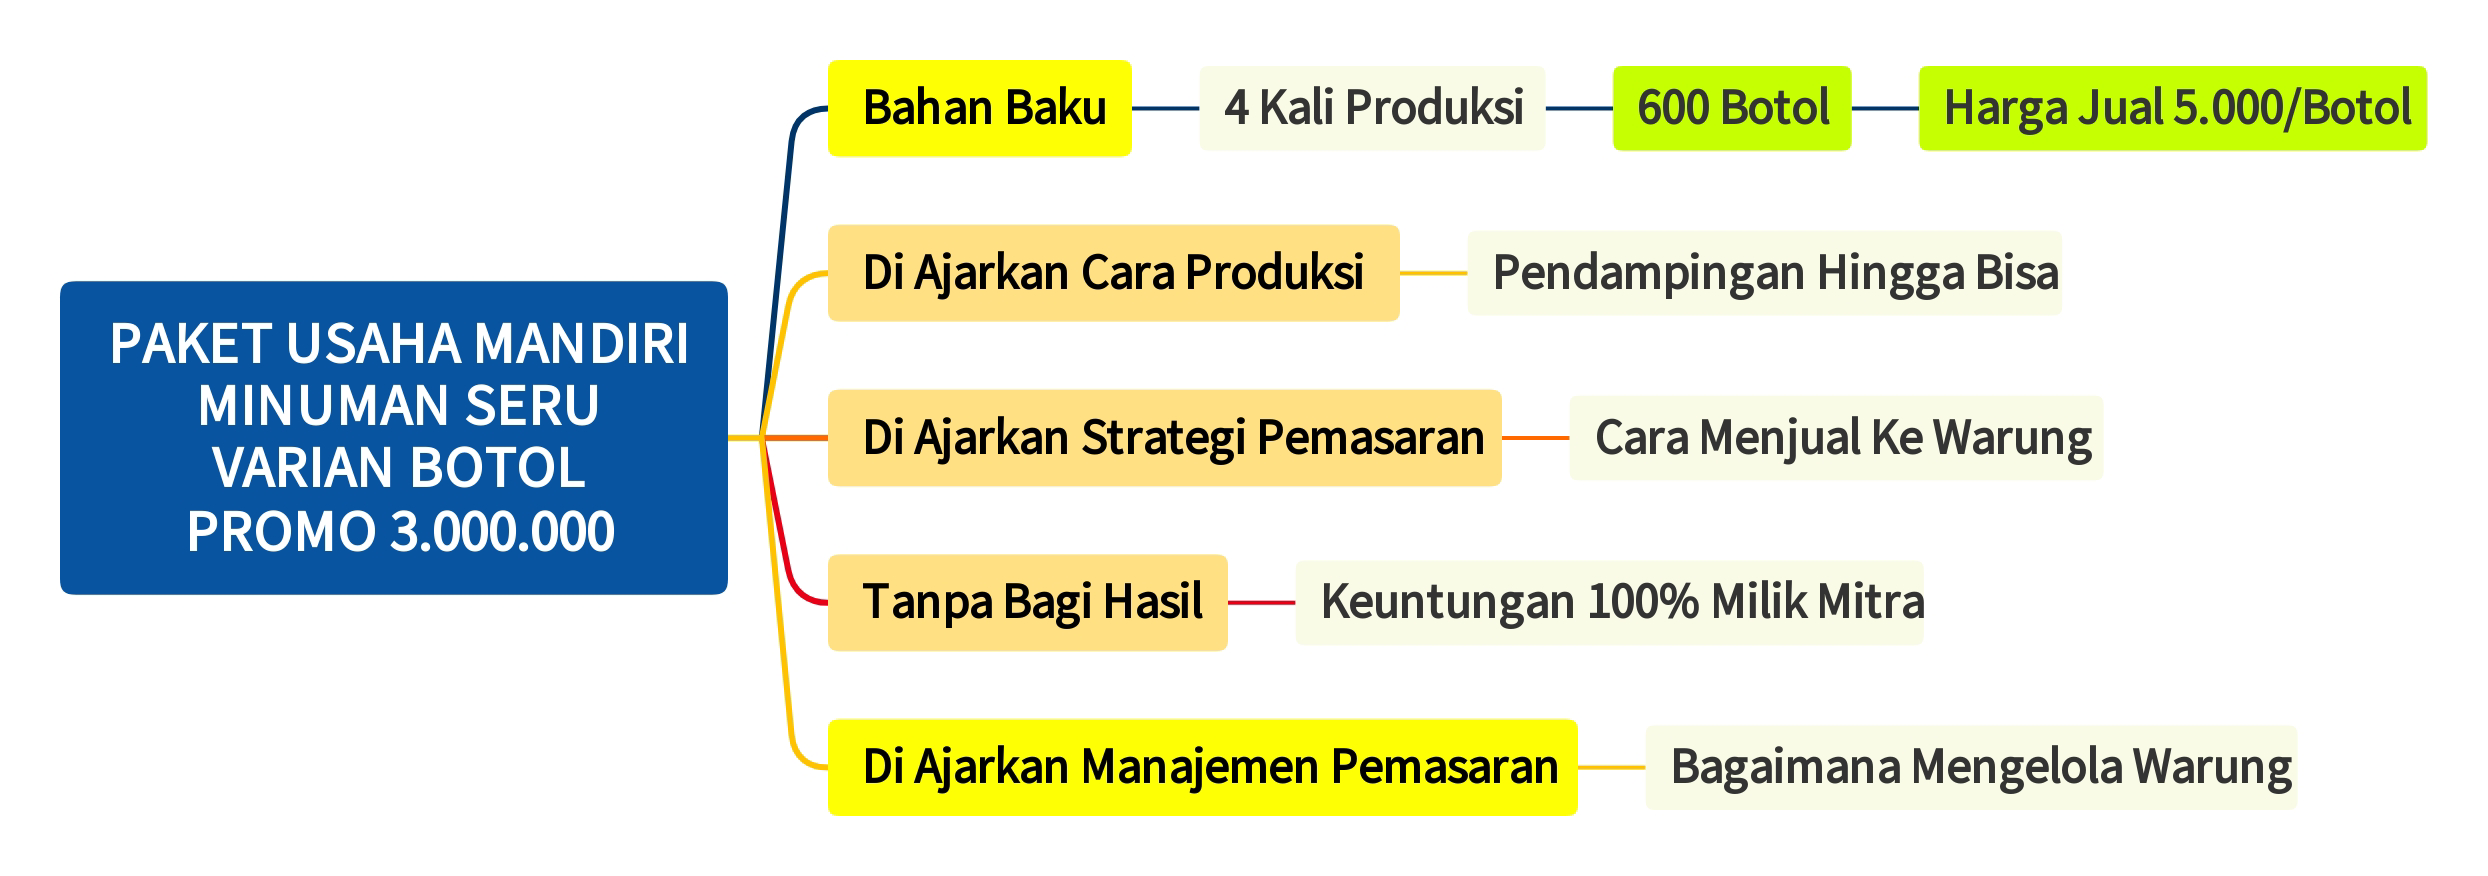 PAKET USAHA MANDIRI
MINUMAN SERU
VARIAN BOTOL
PROMO 3.000.000
Bahan Baku
4 Kali Produksi
600 Botol
Harga Jual 5.000/Botol
Di Ajarkan Cara Produksi
Pendampingan Hingga Bisa
Di Ajarkan Strategi Pemasaran
Cara Menjual Ke Warung
Tanpa Bagi Hasil
Keuntungan 100% Milik Mitra
Di Ajarkan Manajemen Pemasaran
Bagaimana Mengelola Warung